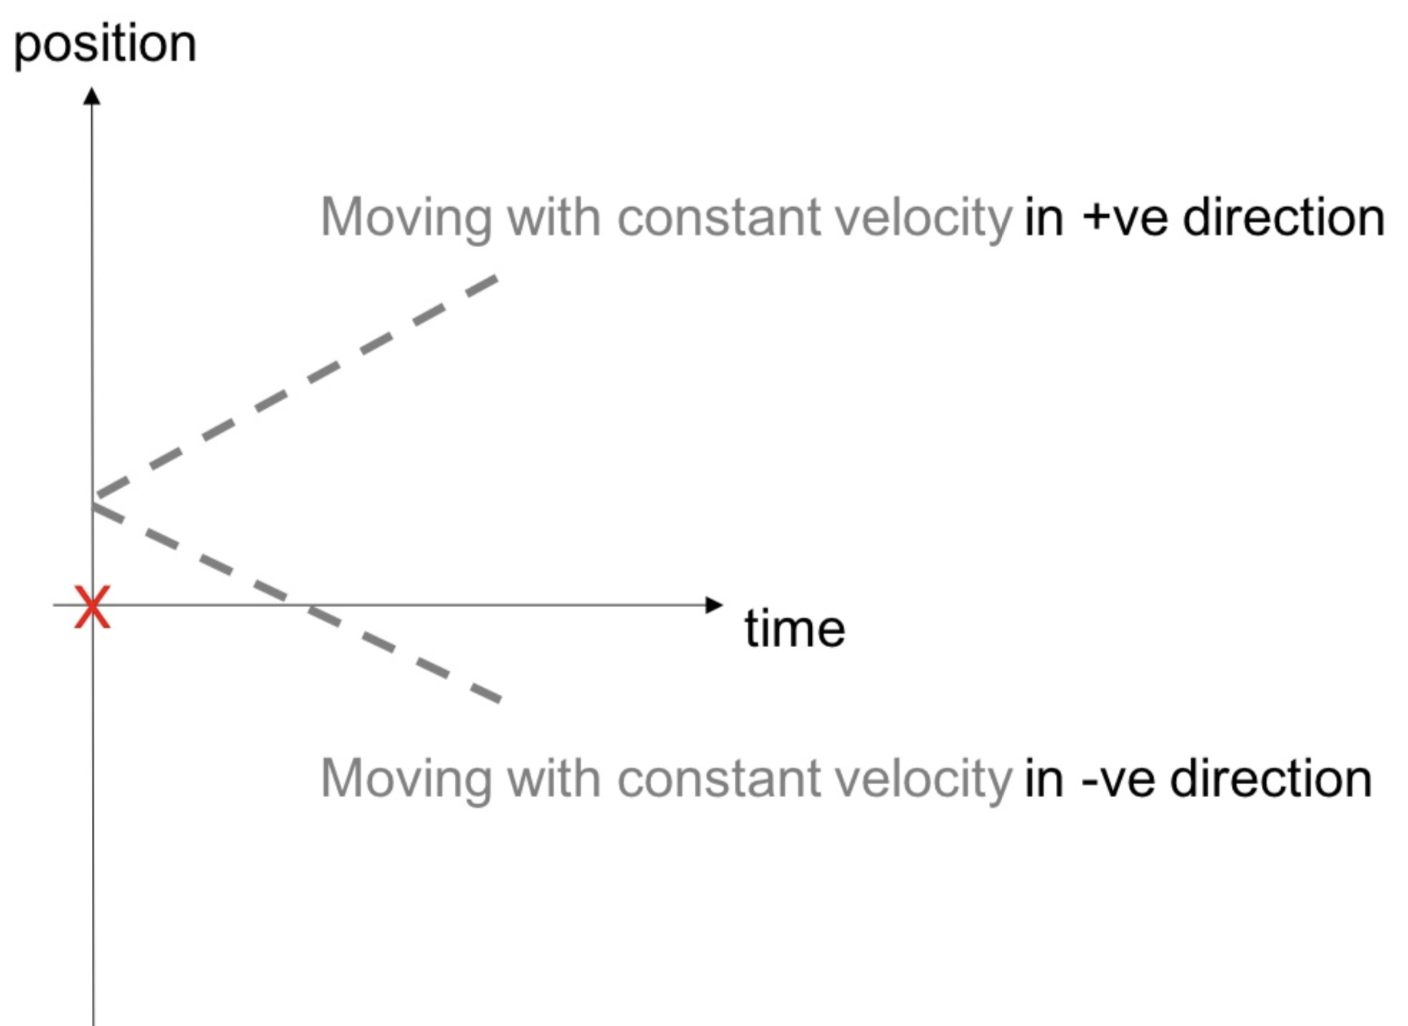 position
Moving with constant velocity in +ve direction
X
time
Moving with constant velocity in -ve direction